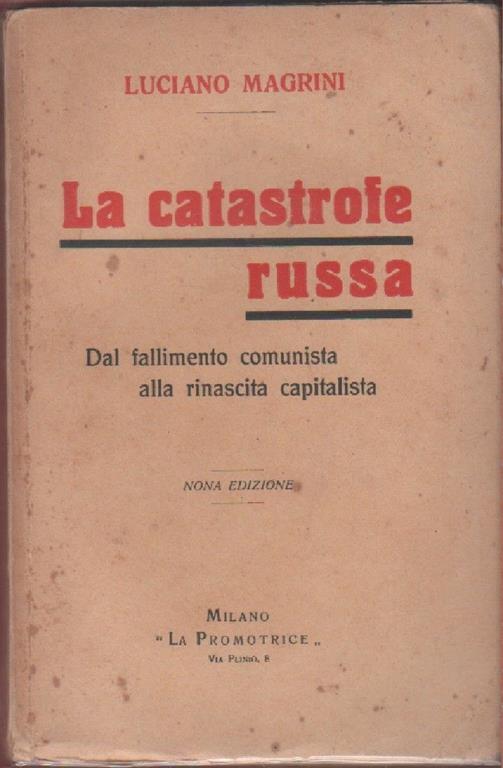 LUCIANO MAGRINI
La catastrofe
russa
Dal fallimento comunista
alla rinascita capitalista
NONA EDIZIONE
MILANO
" LA PROMOTRICE „
VIA PLINIO, 8